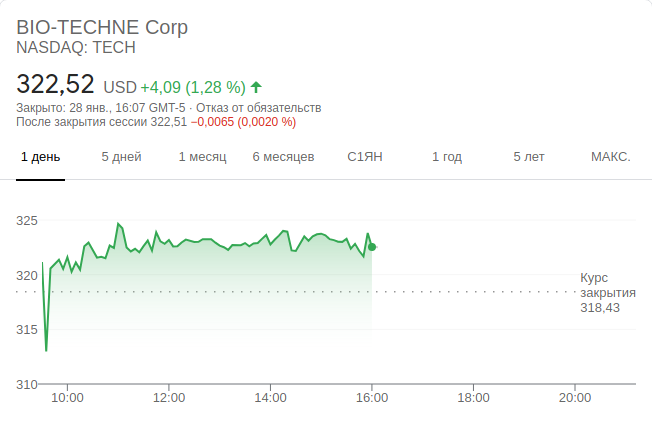 BIO-TECHNE Corp
NASDAQ: TECH
322,52 USD +4,09 (1,28 %)
Закрыто: 28 янв., 16:07 GMT-5 · Отказ от обязательств
После закрытия сессии 322,51 −0,0065 (0,0020 %)
1 день 5 дней 1 месяц 6 месяцев С1ЯН 1 год 5 лет МАКС.
325
320
Курс
закрытия
318,43
315
310
10:00 12:00 14:00 16:00 18:00 20:00